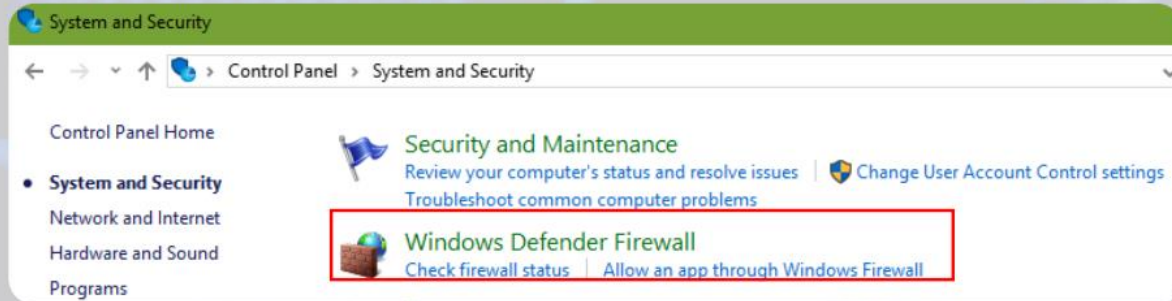 System and Security
Control Panel > System and Security
Control Panel Home
System and Security
Network and Internet
Hardware and Sound
Programs
Security and Maintenance
Review your computer's status and resolve issues | Change User Account Control settings
Troubleshoot common computer problems
Windows Defender Firewall
Check firewall status | Allow an app through Windows Firewall